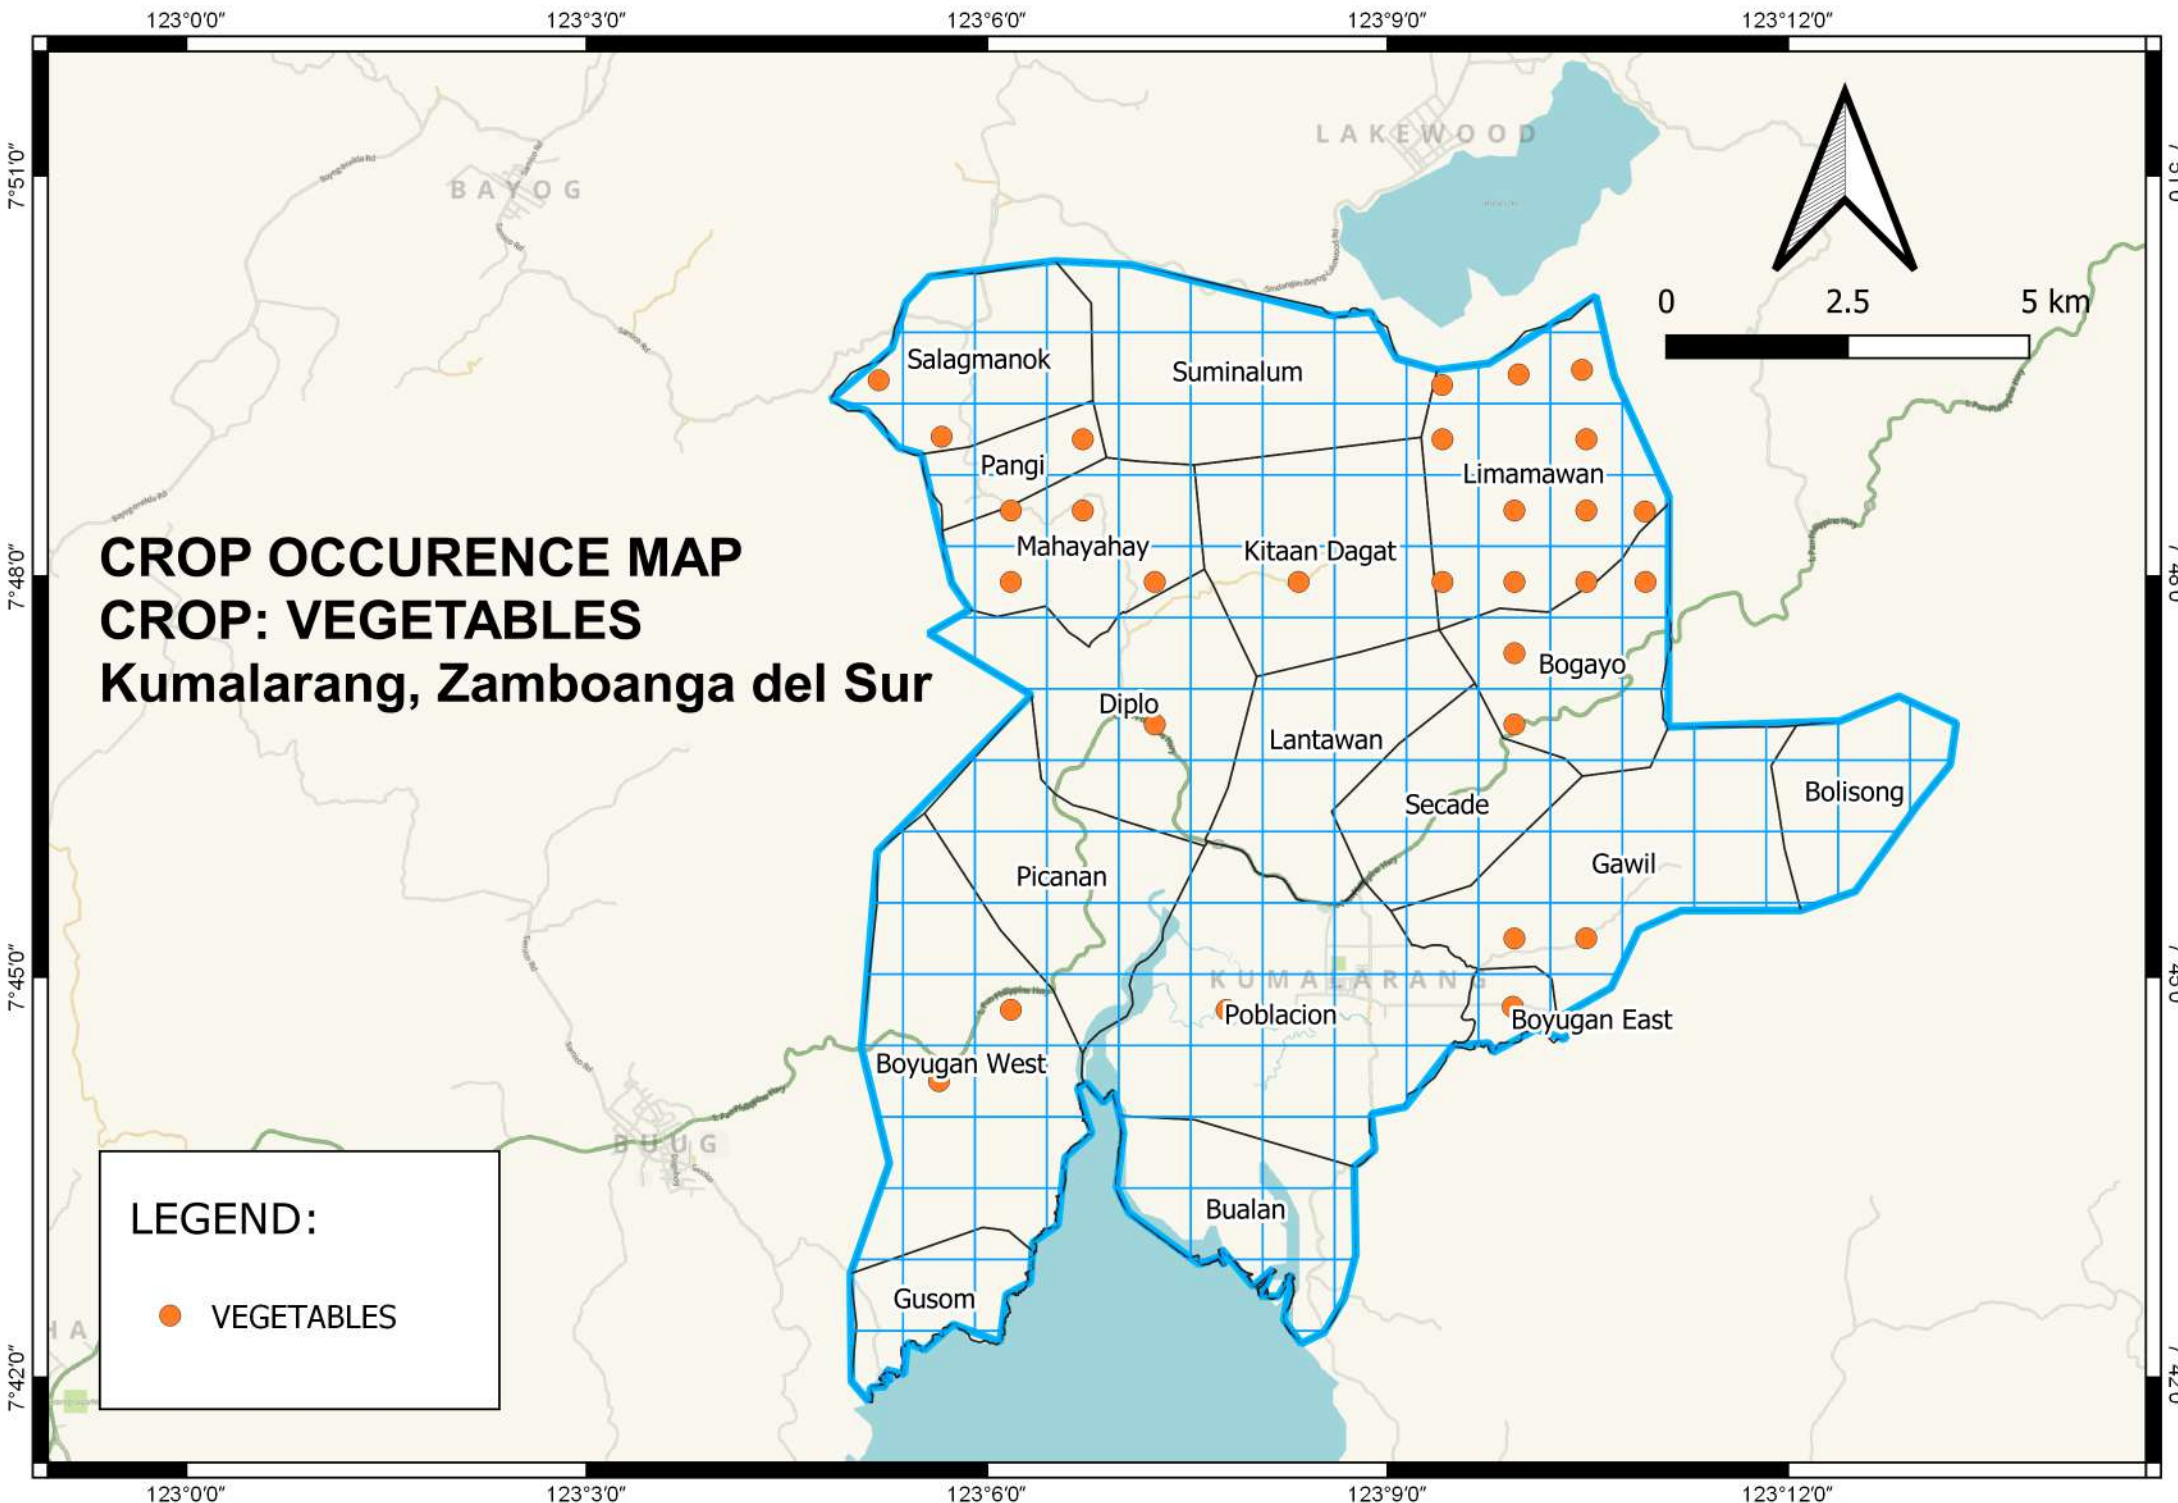 123°0'0" 123°3'0" 123°6'0" 123°9'0" 123°12'0"
LAKEWOOD
7°51'0"
BAYOG
0 2.5 5 km
Salagmanok
Suminalum
Pangi
Limamawan
CROP OCCURENCE MAP
Mahayahay
Kitaan Dagat
7°48'0"
CROP: VEGETABLES
Bogayo
Kumalarang, Zamboanga del Sur
Diplo
Lantawan
Bolisong
Secade
Gawil
Picanan
7°45'0"
KUMALARANG
Poblacion
Boyugan East
Boyugan West
BUUG
LEGEND:
Bualan
Gusom
VEGETABLES
7°42'0"
123°0'0" 123°3'0" 123°6'0" 123°9'0" 123°12'0"